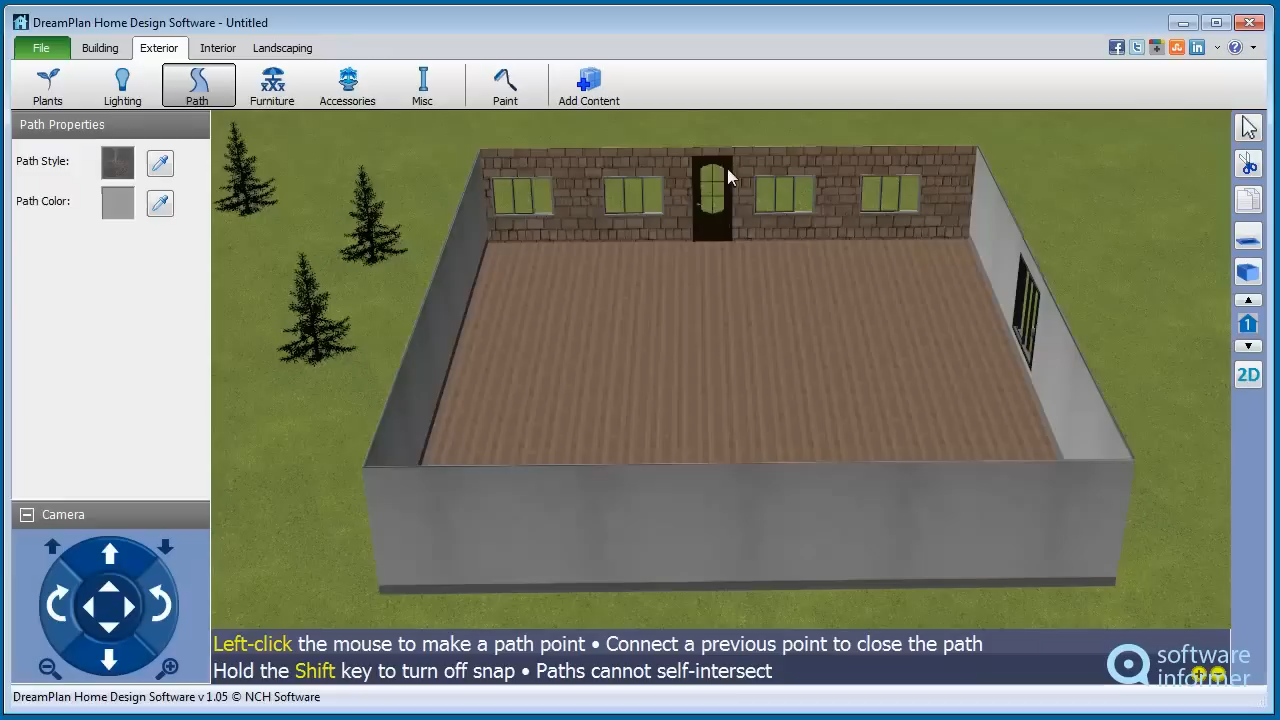 DreamPlan Home Design Software - Untitled
File Building Exterior Interior Landscaping
Plants Lighting Path Furniture Accessories Misc Paint Add Content
Path Properties
Path Style:
Path Color:
1
2D
Camera
Left-click the mouse to make a path point • Connect a previous point to close the path
Hold the Shift key to turn off snap • Paths cannot self-intersect
software
informer
DreamPlan Home Design Software v 1.05 © NCH Software